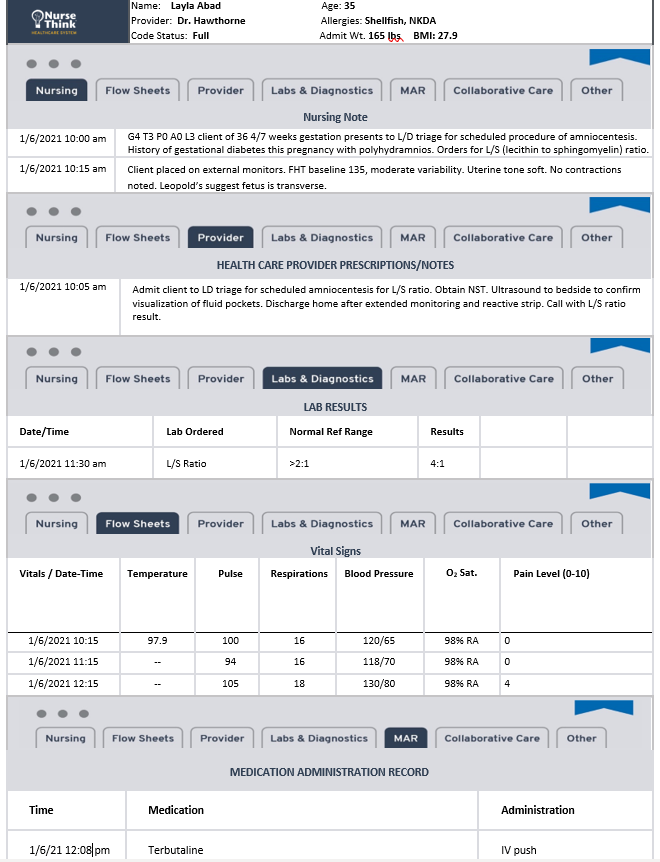 Nurse
Think
HEALTHCARE SYSTEM
Name: Layla Abad Age: 35
Provider: Dr. Hawthorne Allergies: Shellfish, NKDA
Code Status: Full Admit Wt. 165 lbs. BMI: 27.9
Nursing Flow Sheets Provider Labs & Diagnostics MAR Collaborative Care Other
Nursing Note
1/6/2021 10:00 am G4 T3 P0 A0 L3 client of 36 4/7 weeks gestation presents to L/D triage for scheduled procedure of amniocentesis.
History of gestational diabetes this pregnancy with polyhydramnios. Orders for L/S (lecithin to sphingomyelin) ratio.
1/6/2021 10:15 am Client placed on external monitors. FHT baseline 135, moderate variability. Uterine tone soft. No contractions
noted. Leopold's suggest fetus is transverse.
Nursing Flow Sheets Provider Labs & Diagnostics MAR Collaborative Care Other
HEALTH CARE PROVIDER PRESCRIPTIONS/NOTES
1/6/2021 10:05 am Admit client to LD triage for scheduled amniocentesis for L/S ratio. Obtain NST. Ultrasound to bedside to confirm
visualization of fluid pockets. Discharge home after extended monitoring and reactive strip. Call with L/S ratio
result.
Nursing Flow Sheets Provider Labs & Diagnostics MAR Collaborative Care Other
LAB RESULTS
Date/Time Lab Ordered Normal Ref Range Results
1/6/2021 11:30 am L/S Ratio >2:1 4:1
Nursing Flow Sheets Provider Labs & Diagnostics MAR Collaborative Care Other
Vital Signs
Vitals / Date-Time Temperature Pulse Respirations Blood Pressure O₂ Sat. Pain Level (0-10)
1/6/2021 10:15 97.9 100 16 120/65 98% RA 0
1/6/2021 11:15 -- 94 16 118/70 98% RA 0
1/6/2021 12:15 -- 105 18 130/80 98% RA 4
Nursing Flow Sheets Provider Labs & Diagnostics MAR Collaborative Care Other
MEDICATION ADMINISTRATION RECORD
Time Medication Administration
1/6/21 12:08 pm Terbutaline IV push